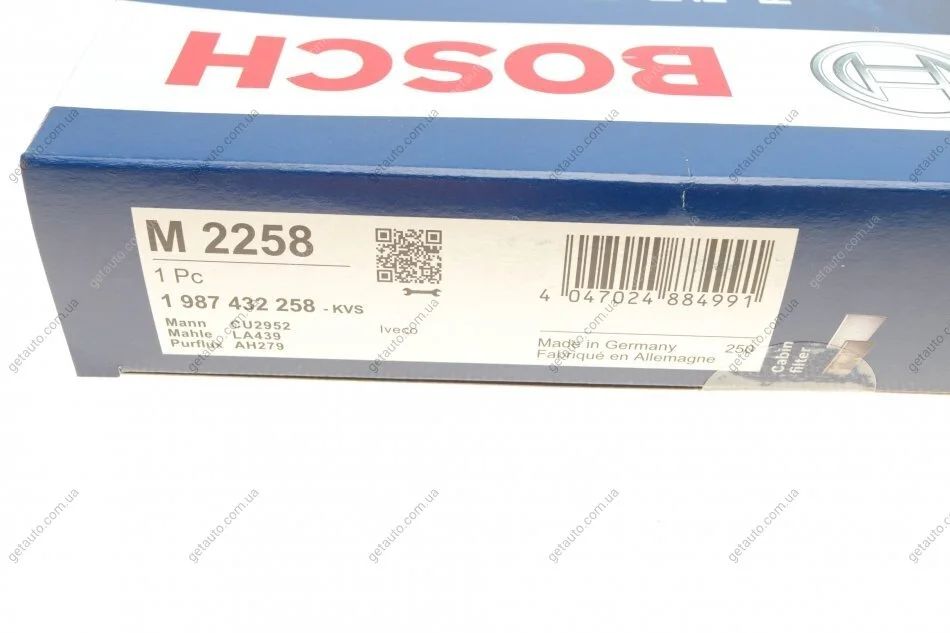 BOSCH
M 2258
1 Pc
1 987 432 258 - KVS
Mann CU2952
Mahle LA439
Purflux AH279
Iveco
4 047024 884991
Made in Germany
Fabriqué en Allemagne 250
Cabin
filter
getauto.com.ua